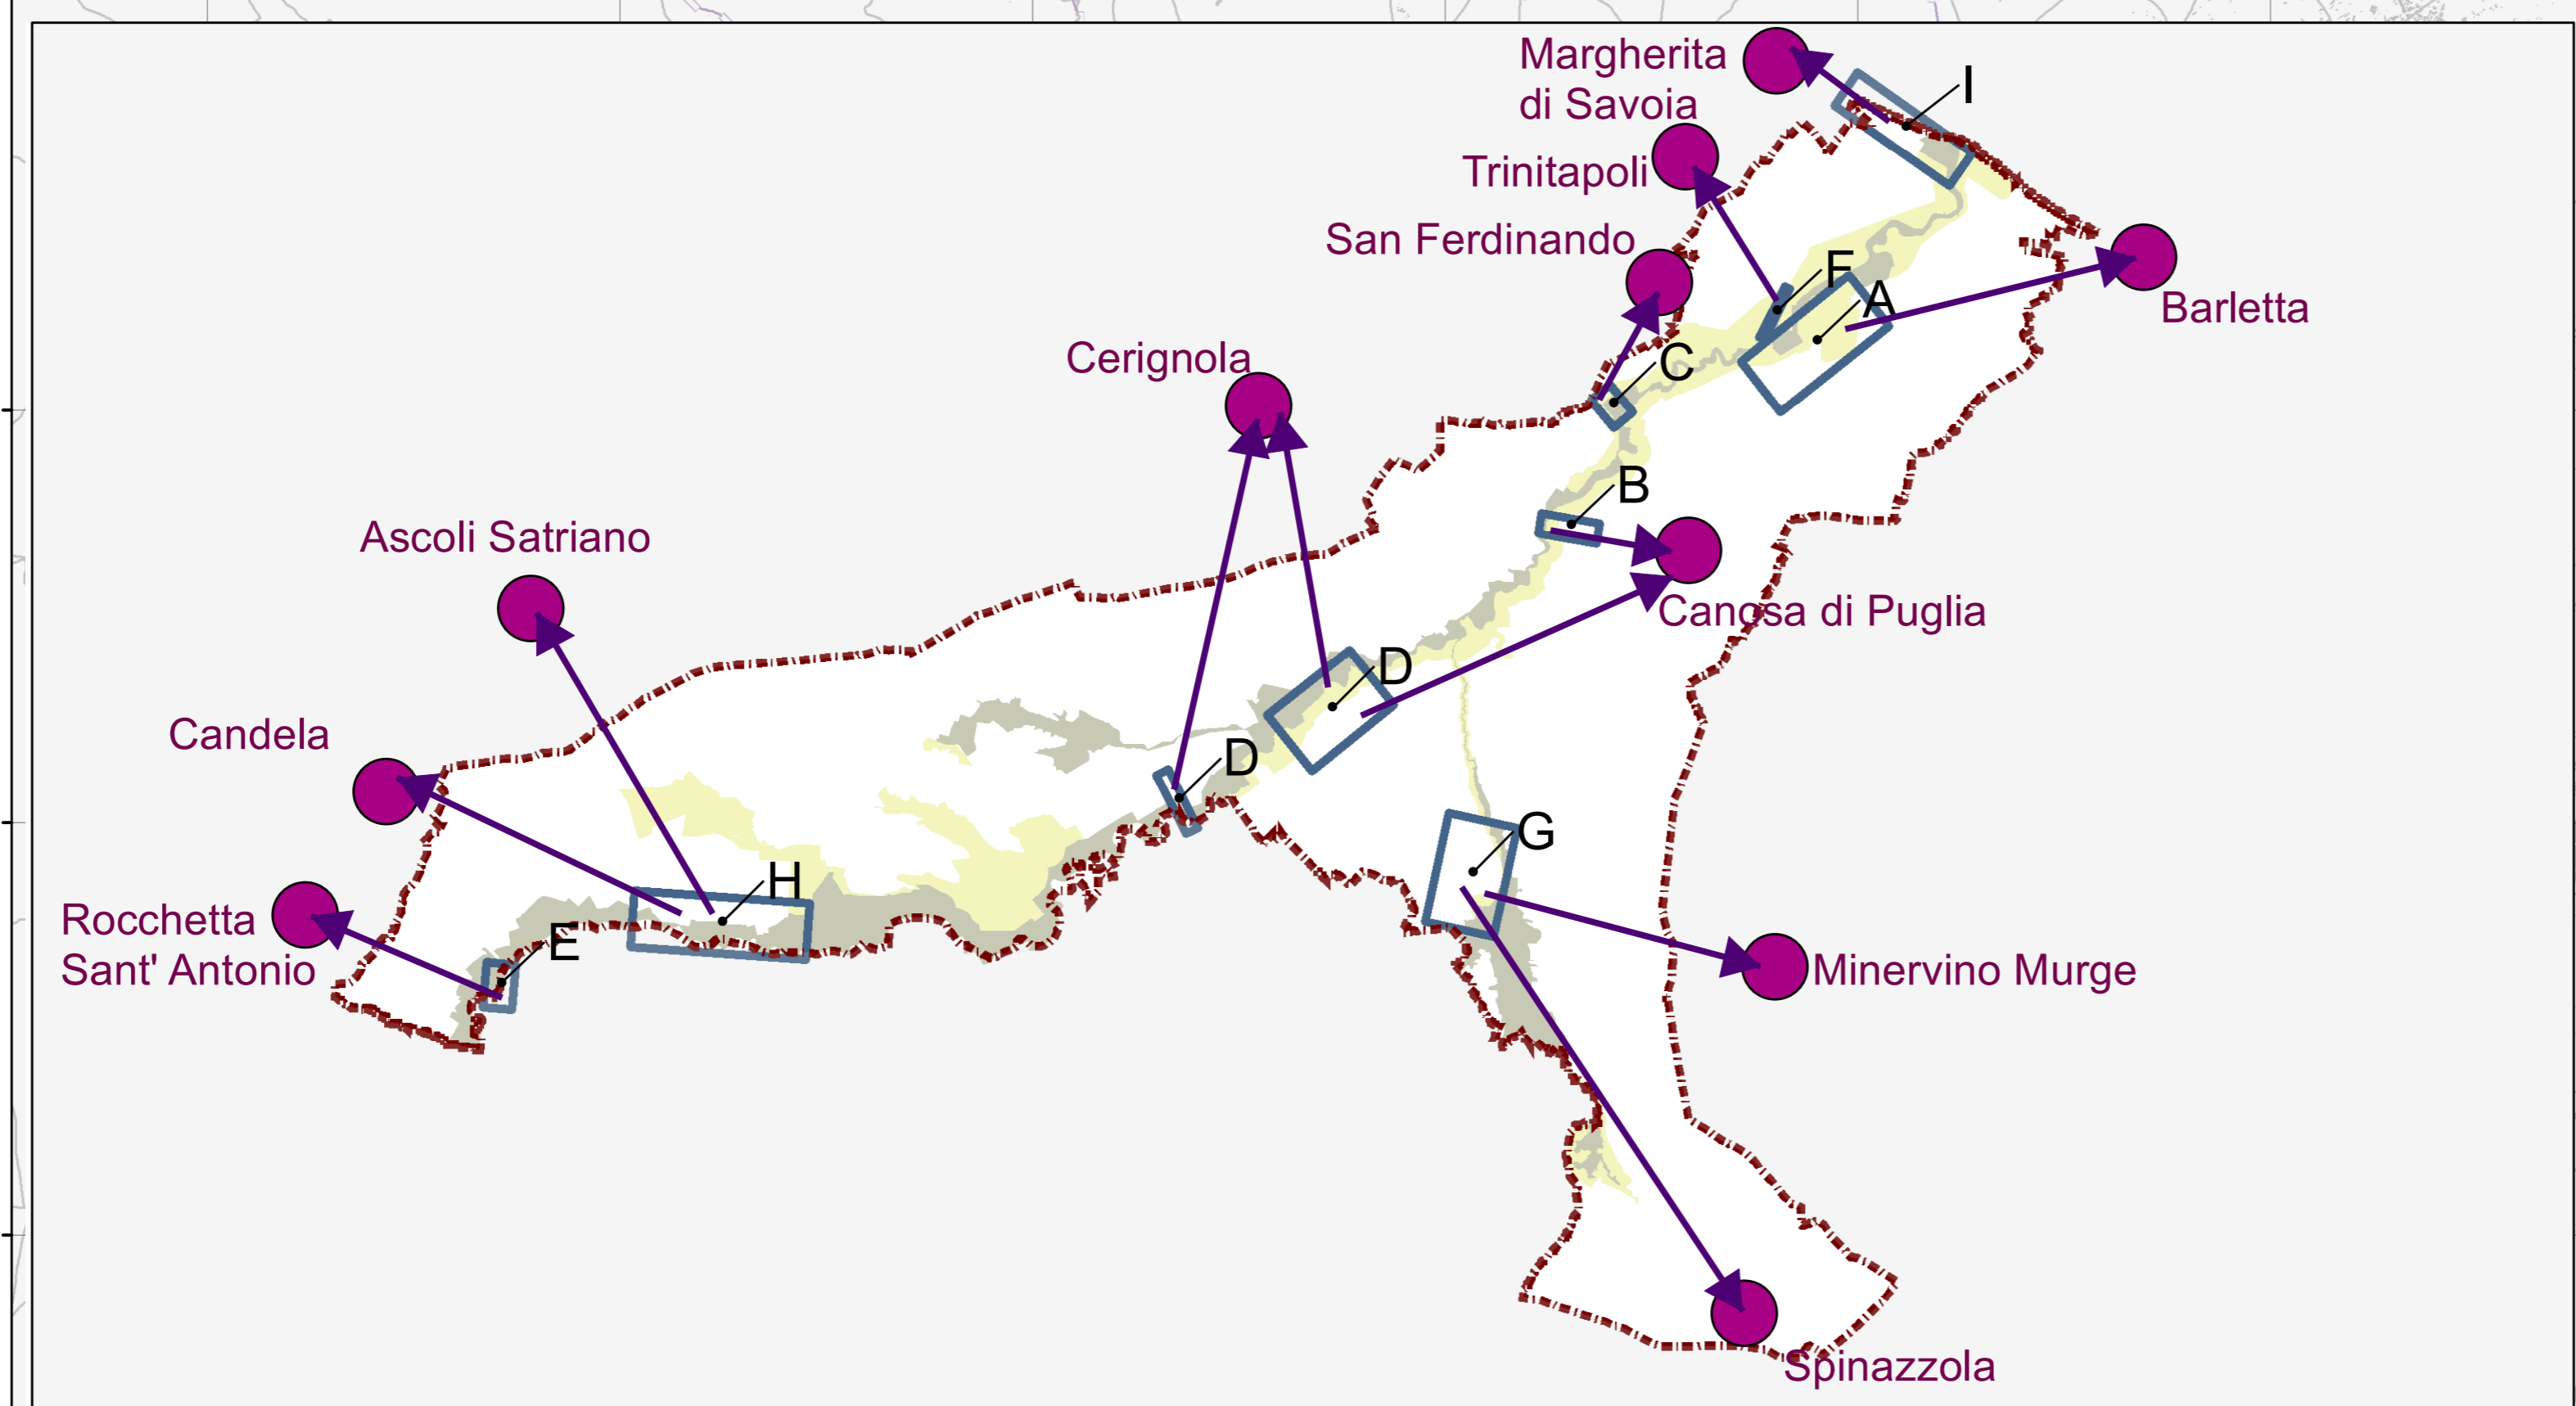 Margherita
di Savoia
I
Trinitapoli
San Ferdinando
F
A
Barletta
Cerignola
C
B
Ascoli Satriano
Canosa di Puglia
D
Candela
D
G
H
Rocchetta
Sant' Antonio
E
Minervino Murge
Spinazzola